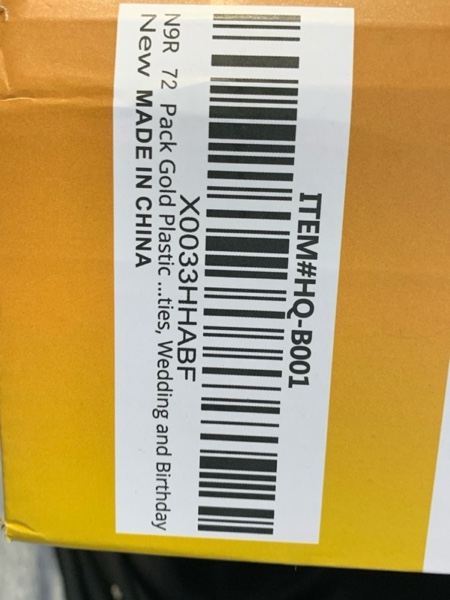 ITEM#HQ-B001
X0033HHABF
N9R 72 Pack Gold Plastic ...ties, Wedding and Birthday
New MADE IN CHINA